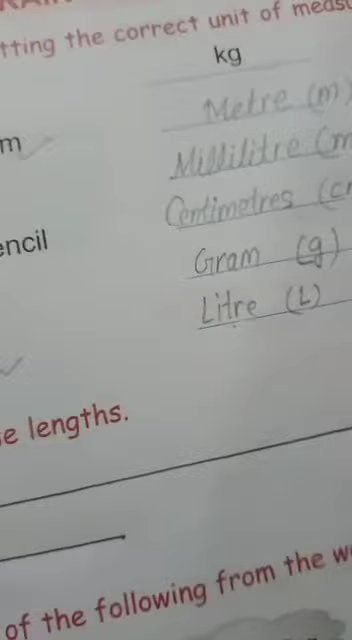 tting the correct unit of meas
kg
Metre (m)
m
Millilitre (m
Centimetres (c
encil
Gram (g)
Litre (L)
e lengths.
of the following from the w